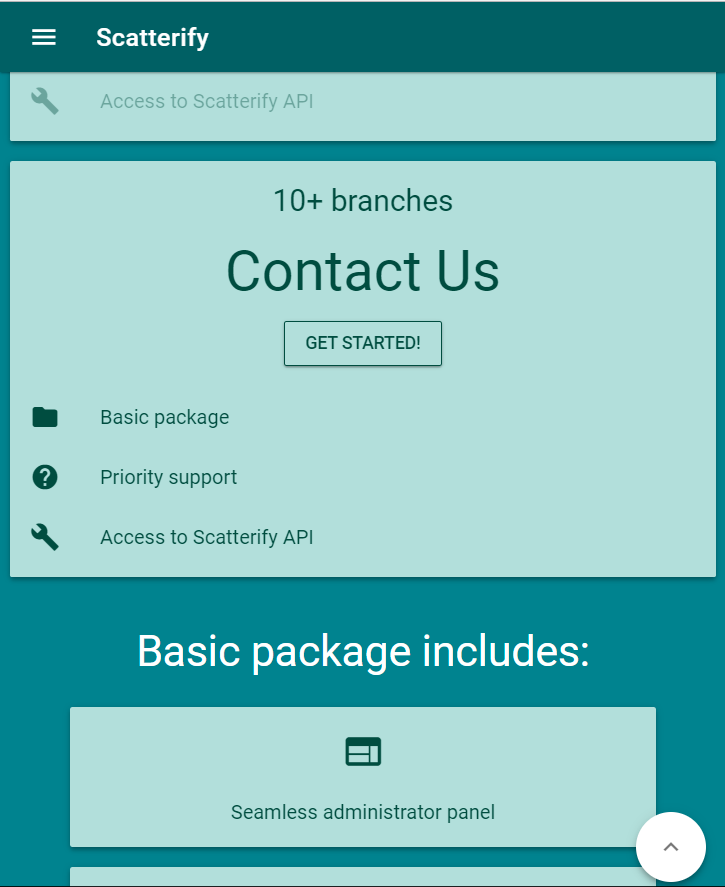 Scatterify
Access to Scatterify API
10+ branches
Contact Us
GET STARTED!
Basic package
Priority support
Access to Scatterify API
Basic package includes:
Seamless administrator panel